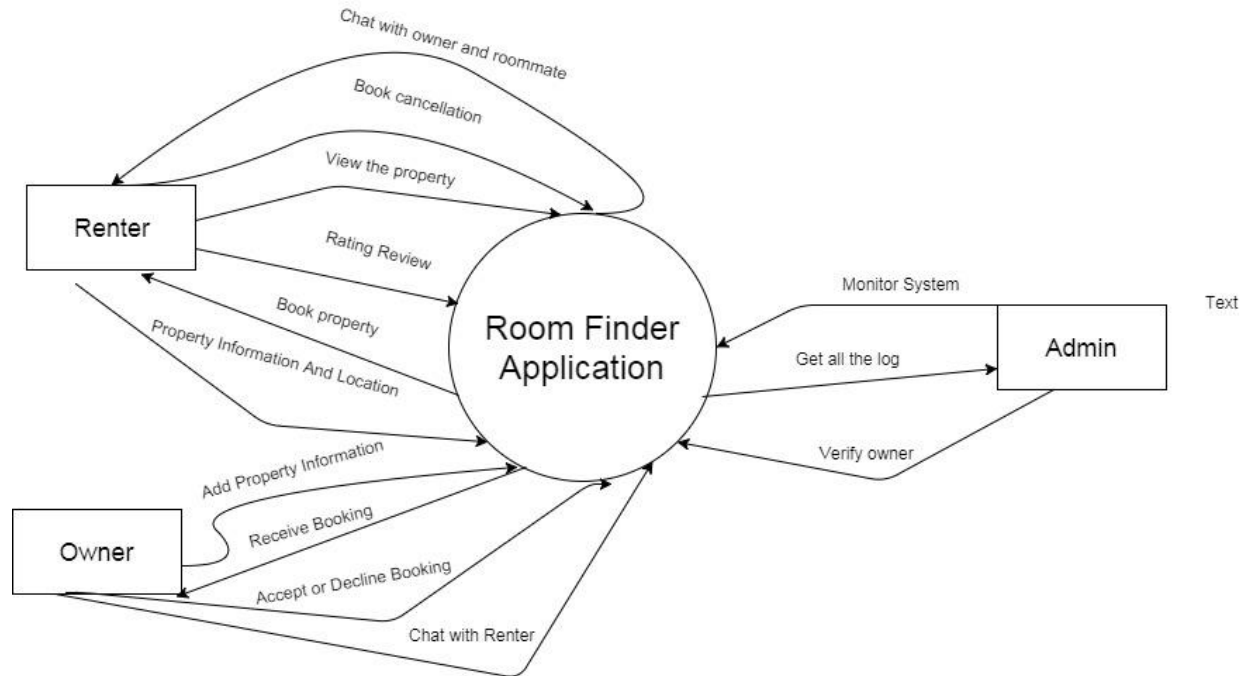 Chat with owner and roommate
Book cancellation
View the property
Renter
Rating Review
Book property
Property Information And Location
Room Finder
Application
Monitor System
Text
Admin
Get all the log
Verify owner
Add Property Information
Owner
Receive Booking
Accept or Decline Booking
Chat with Renter